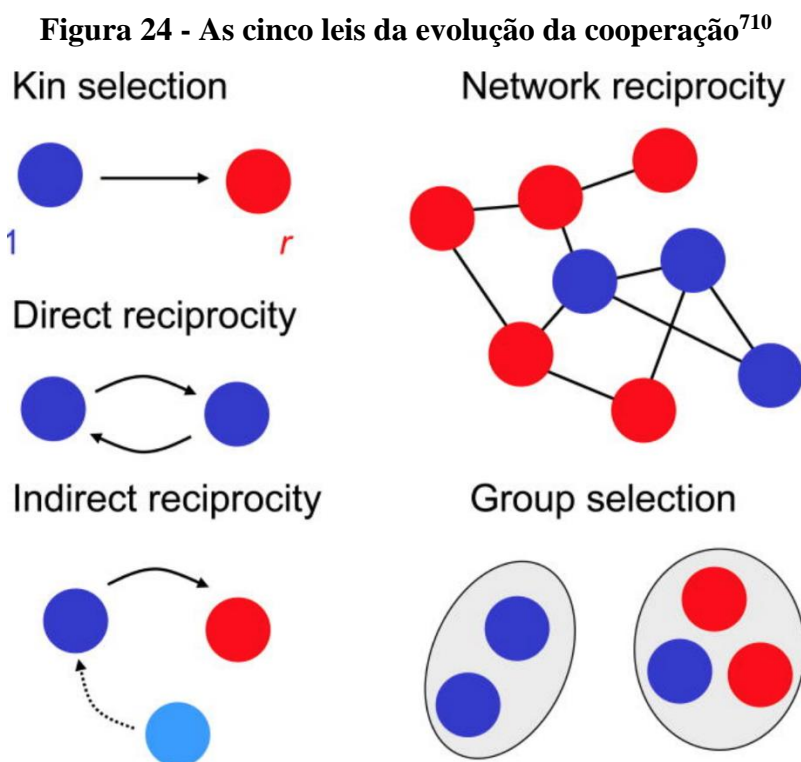 Figura 24 - As cinco leis da evolução da cooperação710
Kin selection
1
r
Direct reciprocity
Indirect reciprocity
Network reciprocity
Group selection